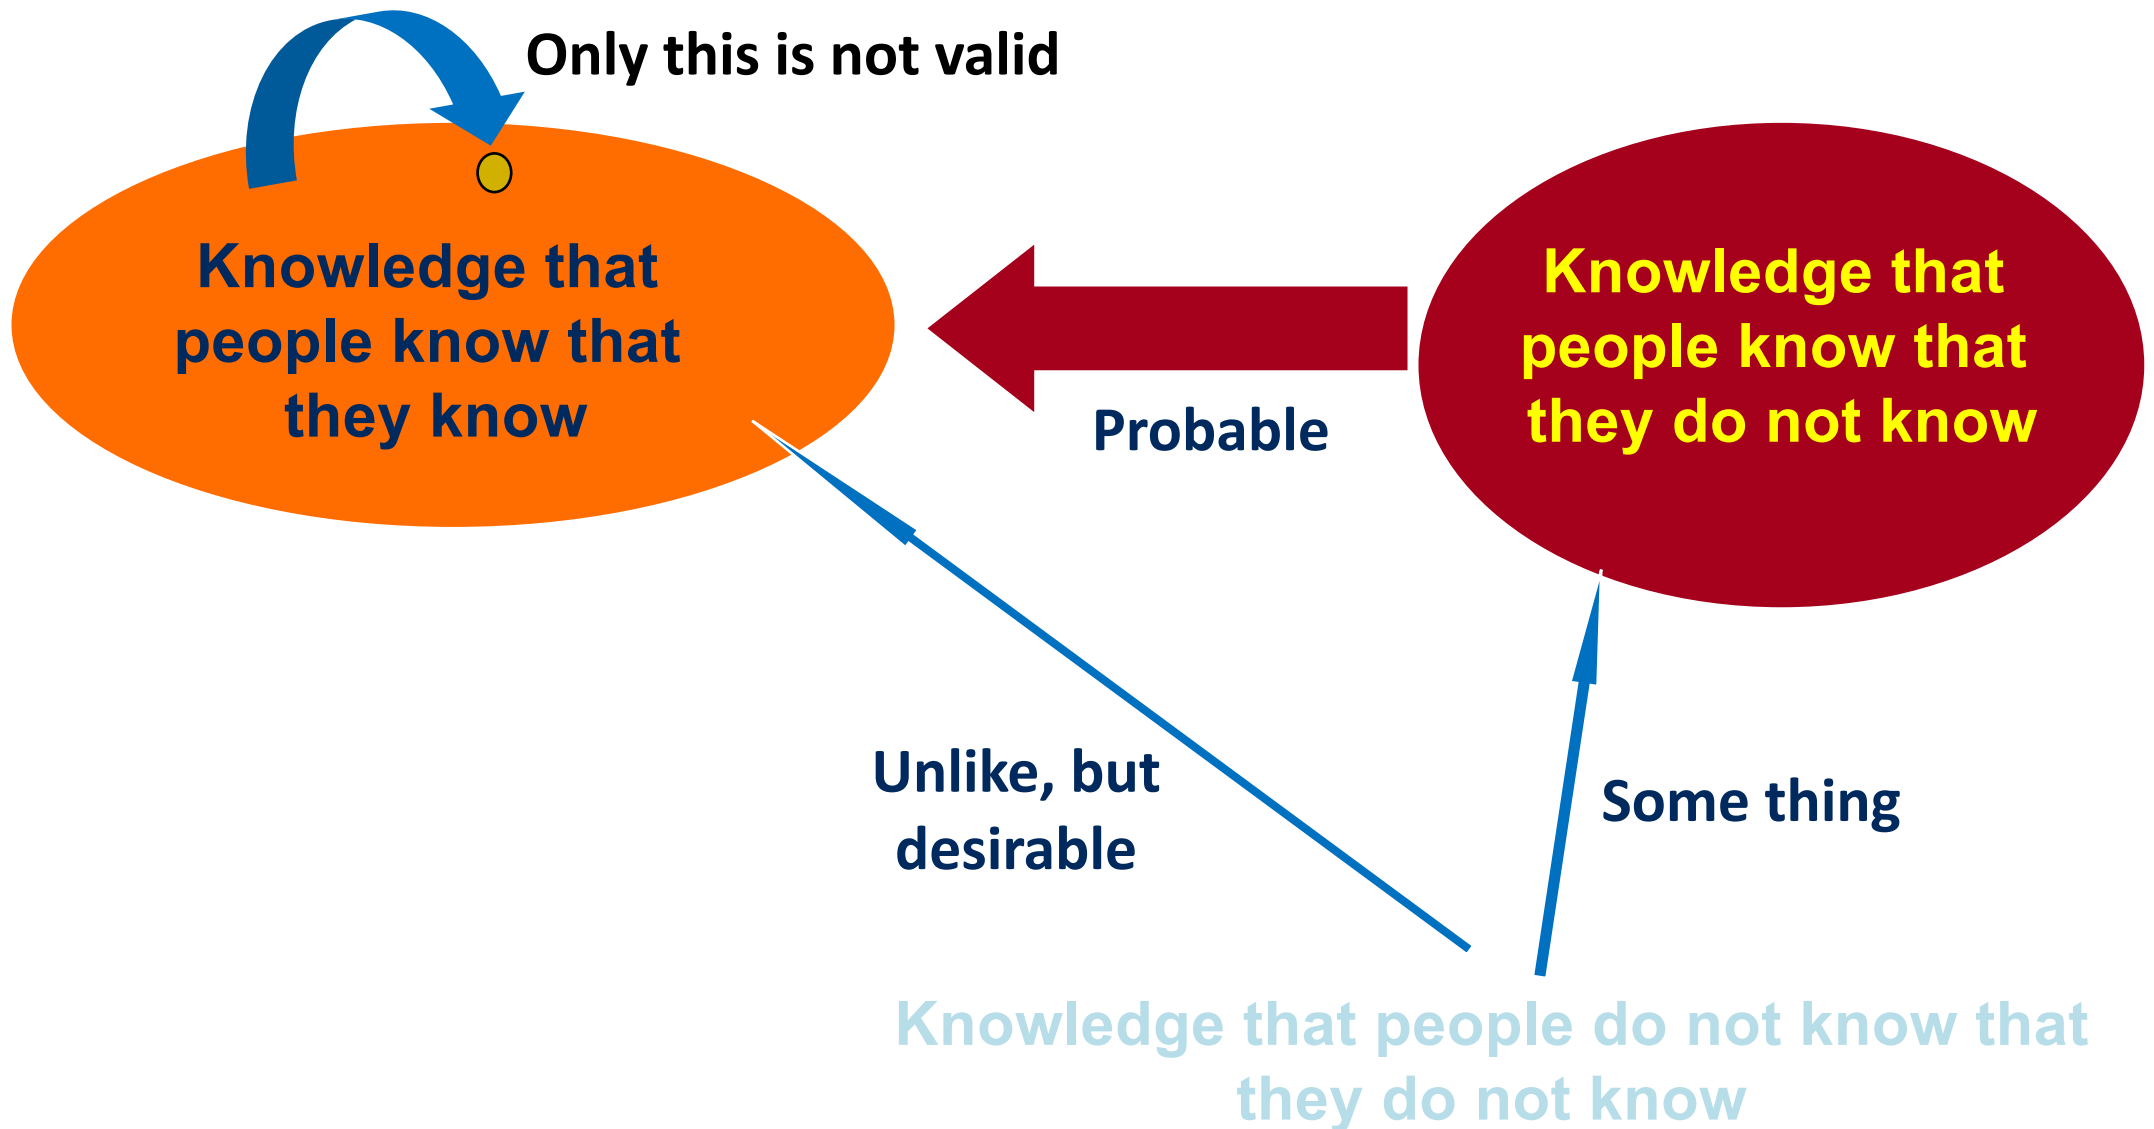 Only this is not valid
Knowledge that
people know that
they know
Knowledge that
people know that
they do not know
Probable
Unlike, but
desirable
Some thing
Knowledge that people do not know that
they do not know